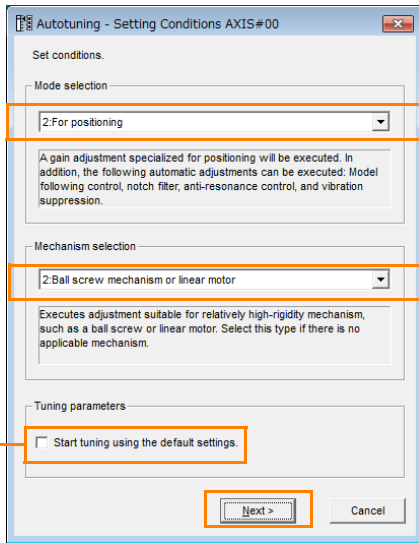 Autotuning - Setting Conditions AXIS#00
Set conditions.
Mode selection
2:For positioning
A gain adjustment specialized for positioning will be executed. In
addition, the following automatic adjustments can be executed: Model
following control, notch filter, anti-resonance control, and vibration
suppression.
Mechanism selection
2:Ball screw mechanism or linear motor
Executes adjustment suitable for relatively high-rigidity mechanism,
such as a ball screw or linear motor. Select this type if there is no
applicable mechanism.
Tuning parameters
Start tuning using the default settings.
Next >
Cancel